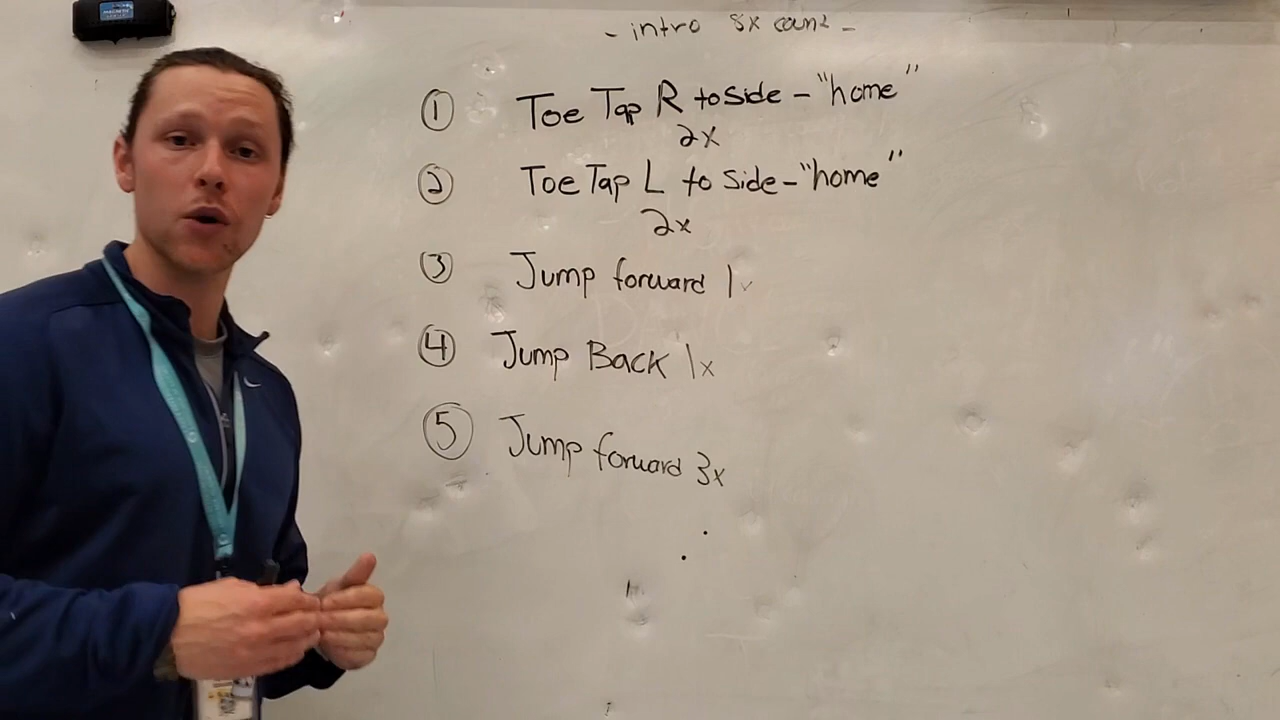 - intro 8x count -
① Toe Tap R to side - "home"
2x
② Toe Tap L to side - "home"
2x
③ Jump forward 1x
④ Jump Back 1x
⑤ Jump forward 3x